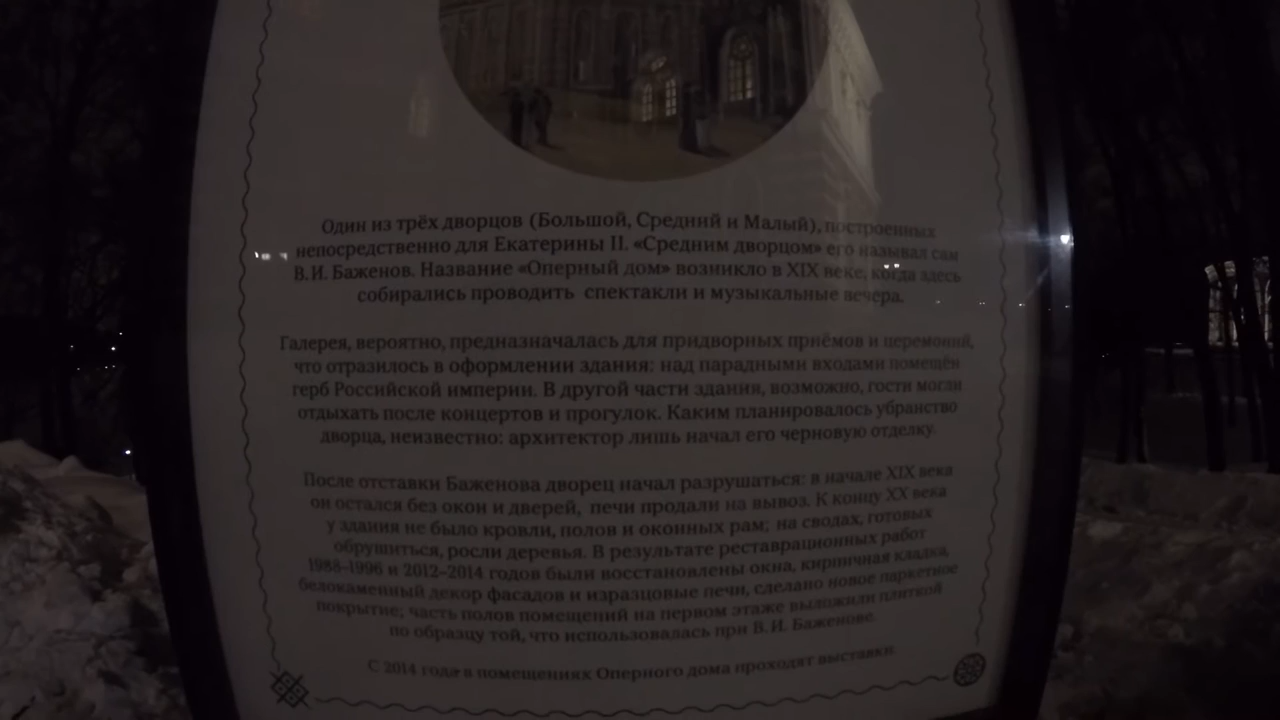 Один из трёх дворцов (Большой, Средний и Малый), построенных
непосредственно для Екатерины II. «Средним дворцом» его называл сам
В.И. Баженов. Название «Оперный дом» возникло в XIX веке, когда здесь
собирались проводить спектакли и музыкальные вечера.
Галерея, вероятно, предназначалась для придворных приёмов и церемоний,
что отразилось в оформлении здания: над парадными входами помещён
герб Российской империи. В другой части здания, возможно, гости могли
отдыхать после концертов и прогулок. Каким планировалось убранство
дворца, неизвестно: архитектор лишь начал его черновую отделку.
После отставки Баженова дворец начал разрушаться: в начале XIX века
он остался без окон и дверей, печи продали на вывоз. К концу XX века
у здания не было кровли, полов и оконных рам; на сводах, готовых
обрушиться, росли деревья. В результате реставрационных работ
1988–1996 и 2012–2014 годов были восстановлены окна, кирпичная кладка,
белокаменный декор фасадов и изразцовые печи, сделано новое паркетное
покрытие; часть полов помещений на первом этаже выложили плиткой
по образцу той, что использовалась при В.И. Баженове.
С 2014 года в помещениях Оперного дома проходят выставки.